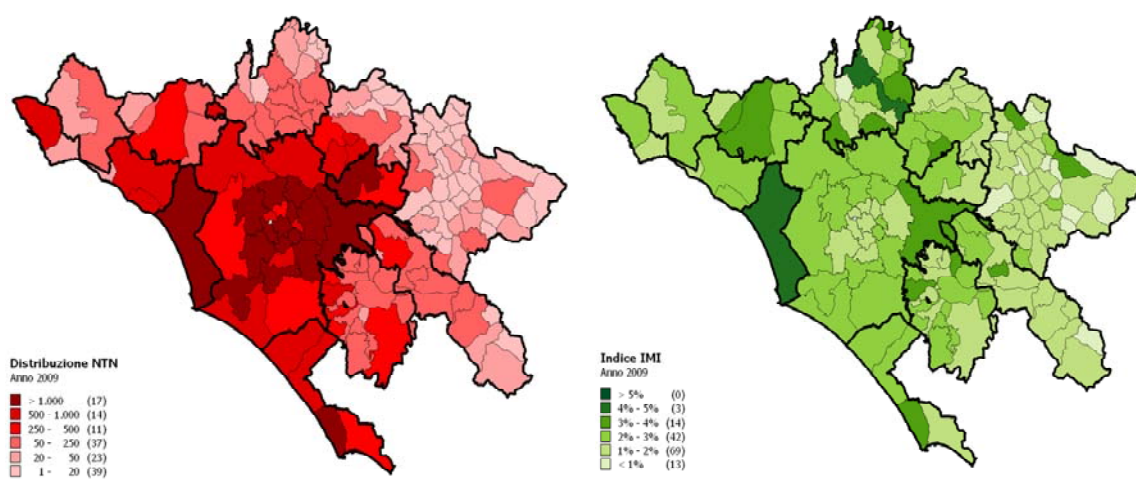 Distribuzione NTN
Anno 2009
> 1.000 (17)
500 - 1.000 (14)
250 - 500 (11)
50 - 250 (37)
20 - 50 (23)
1 - 20 (39)
Indice IMI
Anno 2009
> 5% (0)
4% - 5% (3)
3% - 4% (14)
2% - 3% (42)
1% - 2% (69)
< 1% (13)